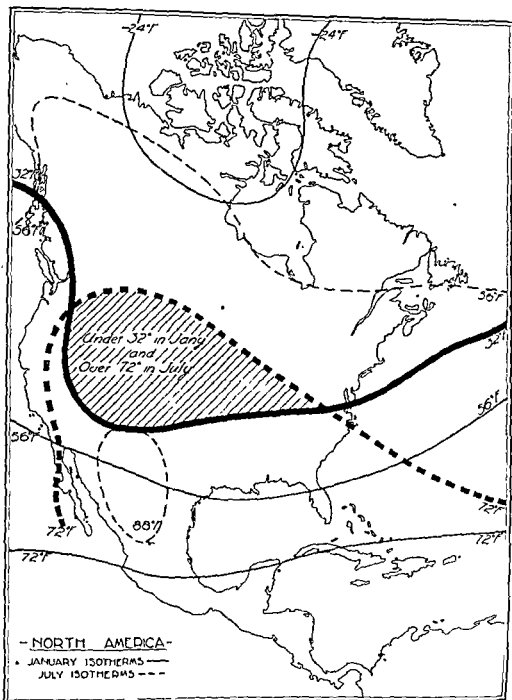 -24°F
-24°F
32°F
56°F
56°F
32°F
Under 32° in Jany
and
Over 72° in July
56°F
56°F
88°F
72°F
72°F
72°F
72°F
- NORTH AMERICA -
JANUARY ISOTHERMS ——
JULY ISOTHERMS ---